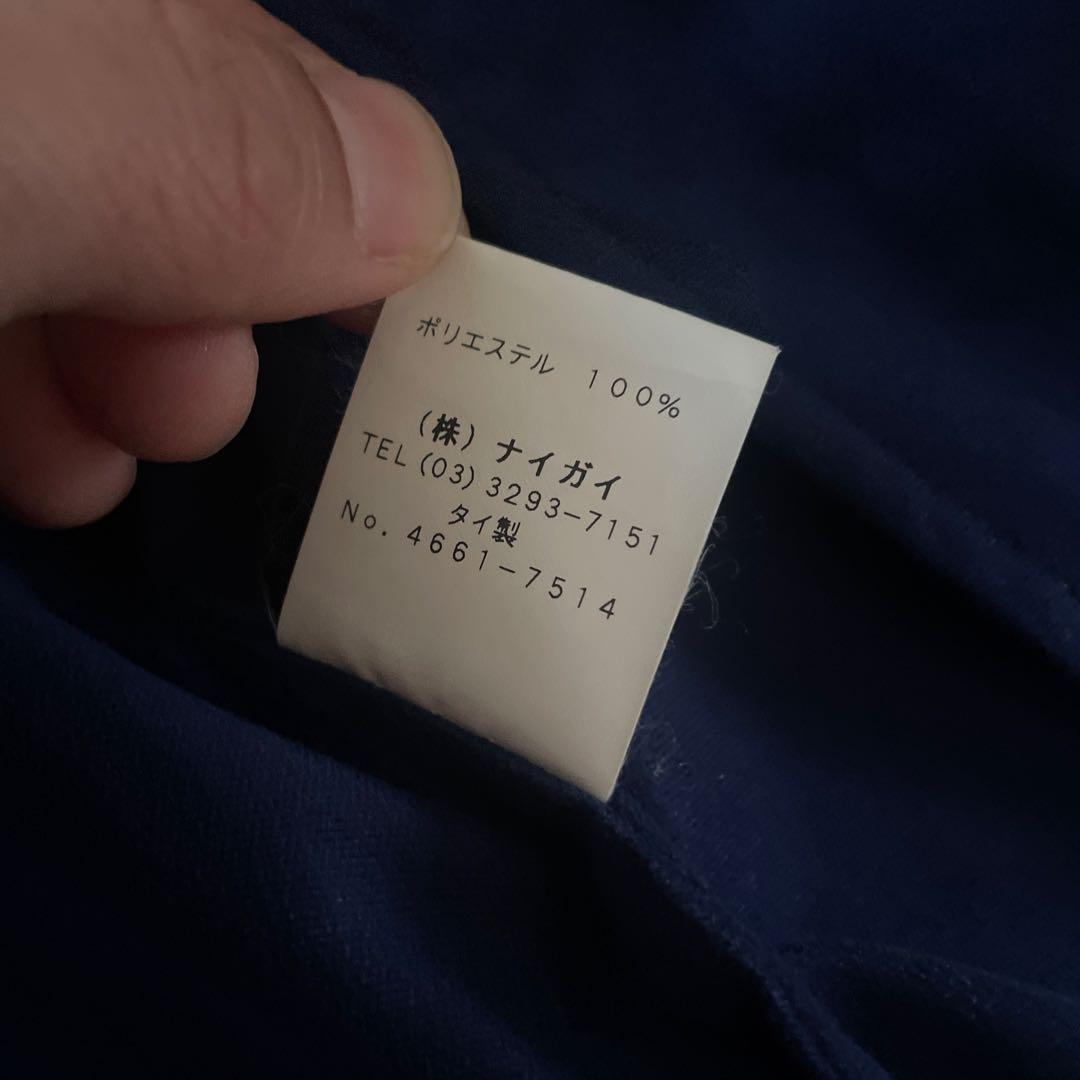 ポリエステル　100%
(株) ナイガイ
TEL (03) 3293-7151
タイ製
No. 4661-7514